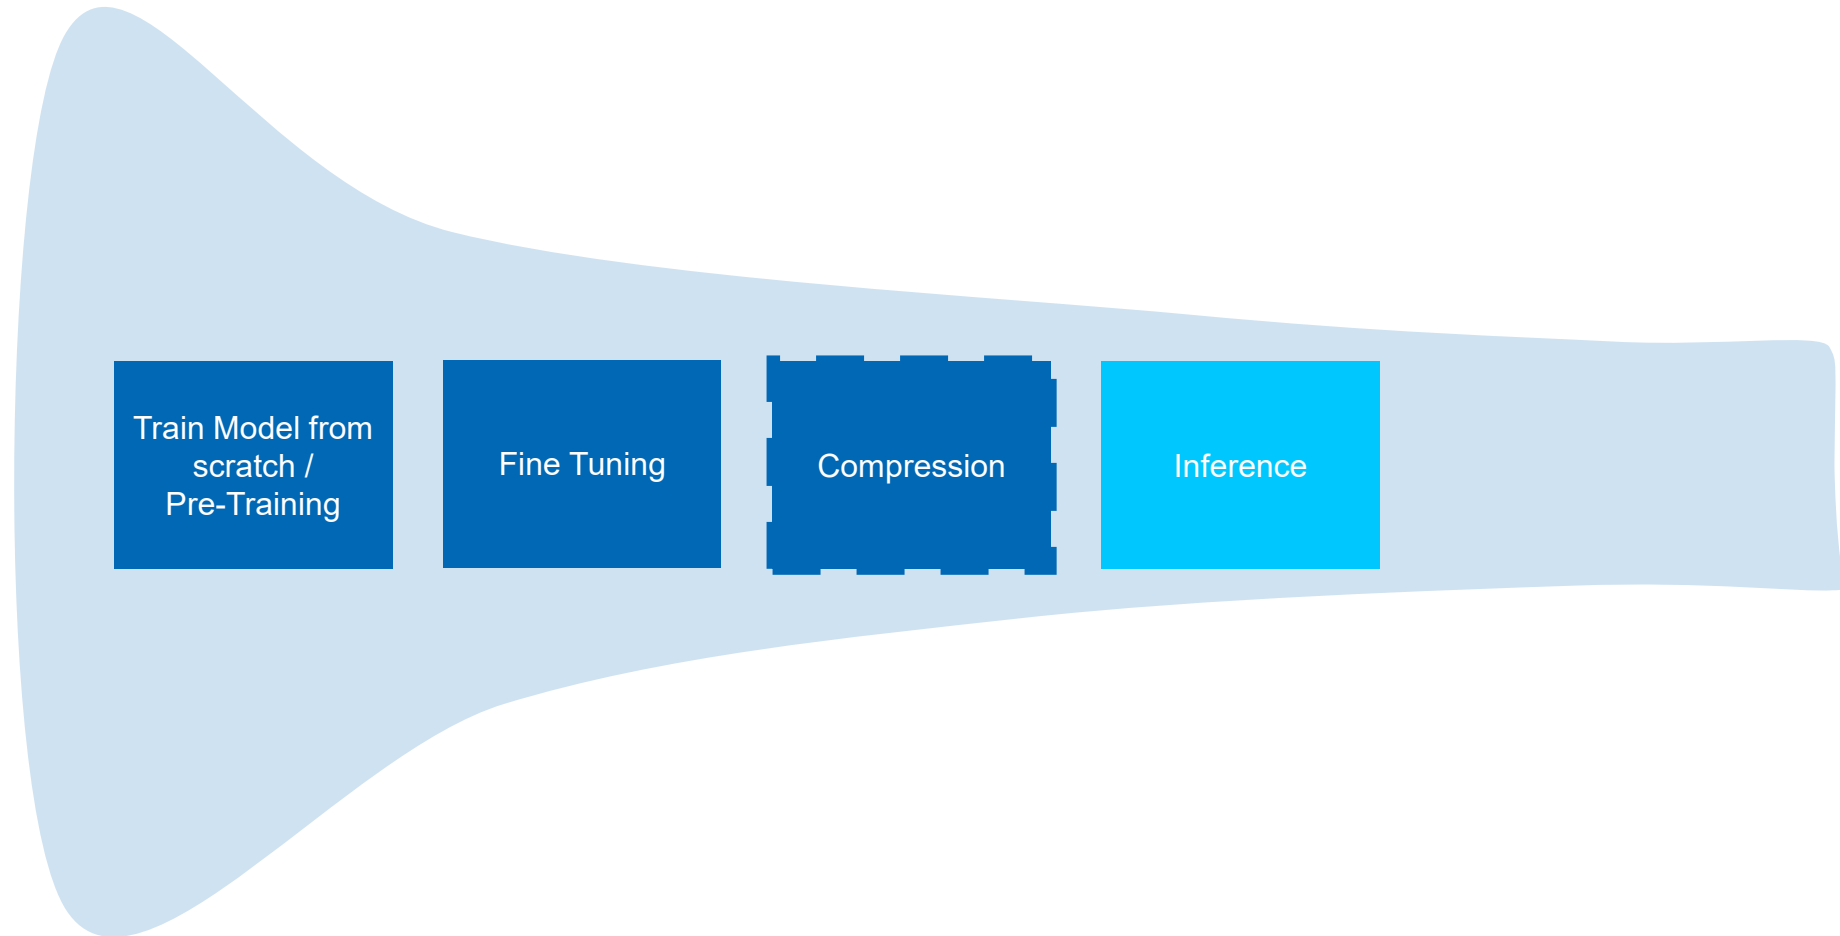 Train Model from
scratch /
Pre-Training
Fine Tuning
Compression
Inference